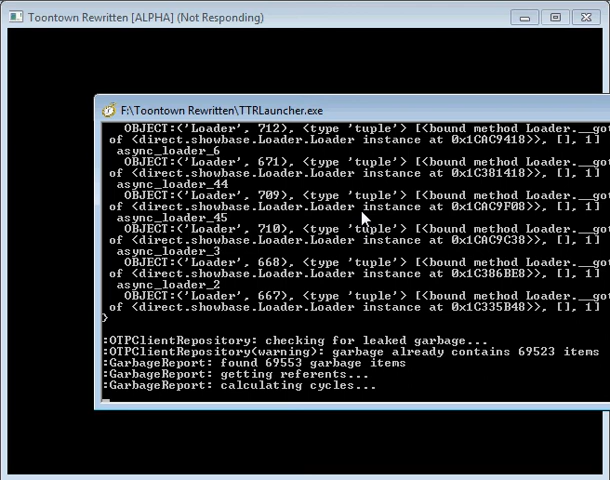 Toontown Rewritten [ALPHA] (Not Responding)
F:\Toontown Rewritten\TTRLauncher.exe
OBJECT:('Loader', 712), <type 'tuple'> [<bound method Loader.__go
of <direct.showbase.Loader.Loader instance at 0x1CAC9418>>, [], 1]
async_loader_6
OBJECT:('Loader', 671), <type 'tuple'> [<bound method Loader.__go
of <direct.showbase.Loader.Loader instance at 0x1C381418>>, [], 1]
async_loader_44
OBJECT:('Loader', 709), <type 'tuple'> [<bound method Loader.__go
of <direct.showbase.Loader.Loader instance at 0x1CAC9F08>>, [], 1]
async_loader_45
OBJECT:('Loader', 710), <type 'tuple'> [<bound method Loader.__go
of <direct.showbase.Loader.Loader instance at 0x1CAC9C38>>, [], 1]
async_loader_3
OBJECT:('Loader', 668), <type 'tuple'> [<bound method Loader.__go
of <direct.showbase.Loader.Loader instance at 0x1C386BE8>>, [], 1]
async_loader_2
OBJECT:('Loader', 667), <type 'tuple'> [<bound method Loader.__go
of <direct.showbase.Loader.Loader instance at 0x1C335B48>>, [], 1]
>
:OTPClientRepository: checking for leaked garbage...
:OTPClientRepository(warning): garbage already contains 69523 items
:GarbageReport: found 69553 garbage items
:GarbageReport: getting referents...
:GarbageReport: calculating cycles...